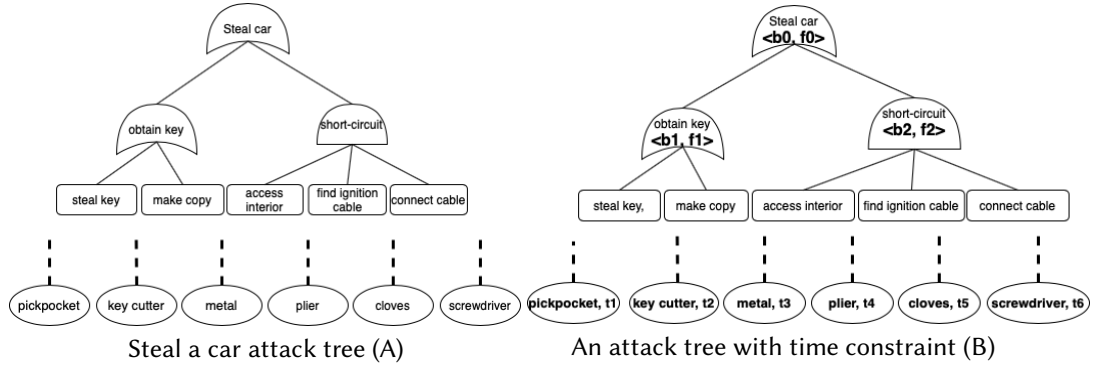 Steal car
obtain key
short-circuit
steal key
make copy
access
interior
find ignition
cable
connect cable
pickpocket
key cutter
metal
plier
cloves
screwdriver
Steal a car attack tree (A)
Steal car
<b0, f0>
obtain key
<b1, f1>
short-circuit
<b2, f2>
steal key,
make copy
access interior
find ignition cable
connect cable
pickpocket, t1
key cutter, t2
metal, t3
plier, t4
cloves, t5
screwdriver, t6
An attack tree with time constraint (B)